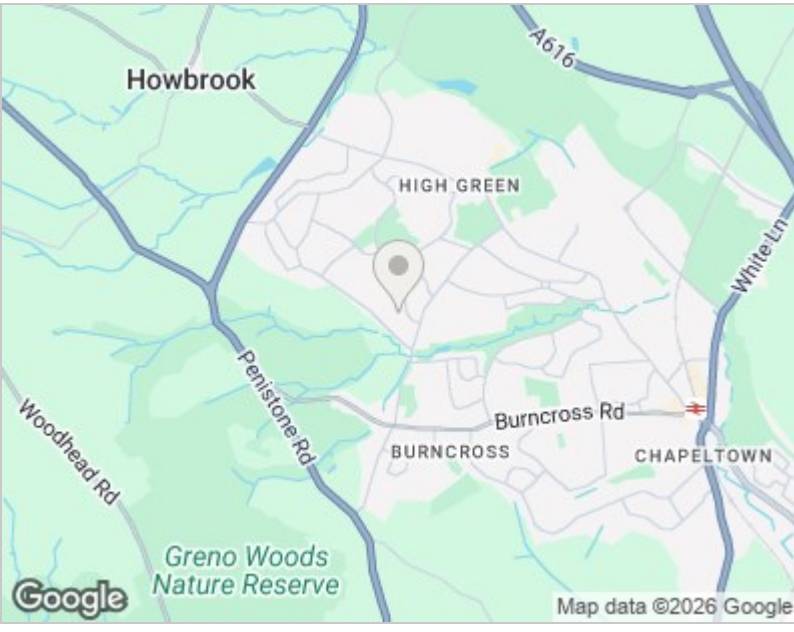 A616
Howbrook
HIGH GREEN
White Ln
Penistone Rd
Woodhead Rd
Burncross Rd
BURNCROSS
CHAPELTOWN
Greno Woods
Nature Reserve
Google
Map data ©2026 Google